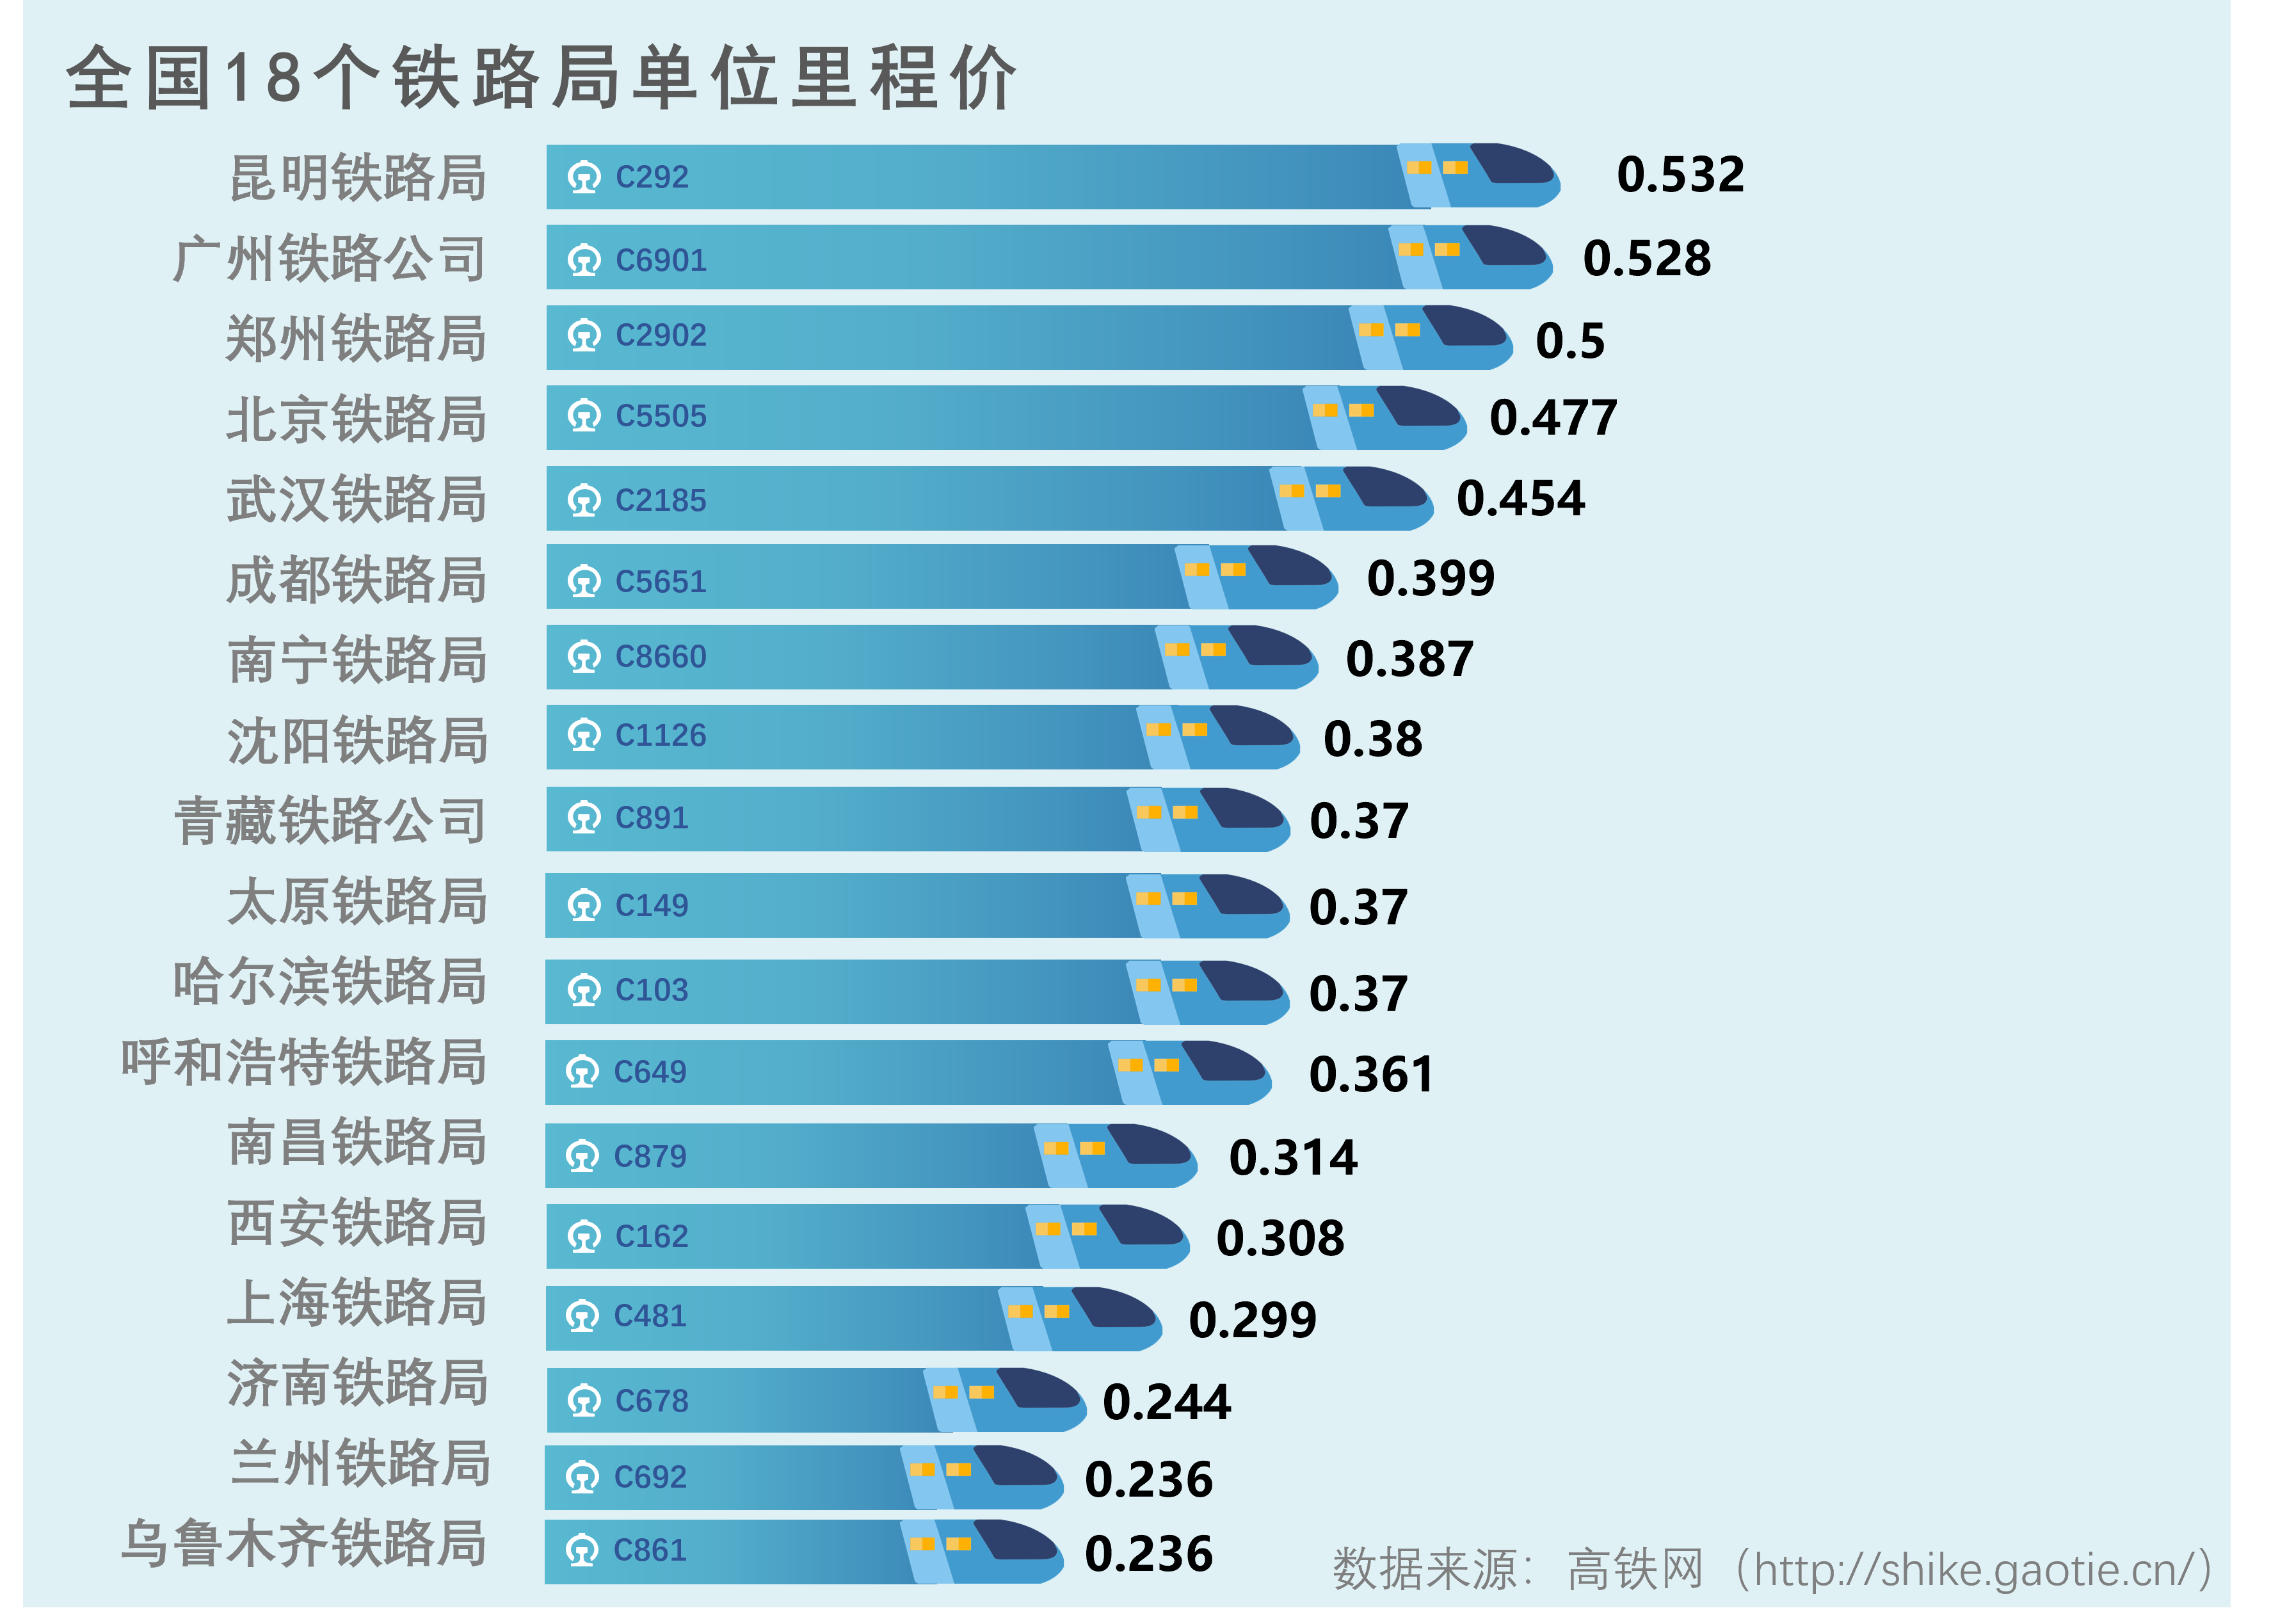 全国18个铁路局单位里程价
昆明铁路局 C292 0.532
广州铁路公司 C6901 0.528
郑州铁路局 C2902 0.5
北京铁路局 C5505 0.477
武汉铁路局 C2185 0.454
成都铁路局 C5651 0.399
南宁铁路局 C8660 0.387
沈阳铁路局 C1126 0.38
青藏铁路公司 C891 0.37
太原铁路局 C149 0.37
哈尔滨铁路局 C103 0.37
呼和浩特铁路局 C649 0.361
南昌铁路局 C879 0.314
西安铁路局 C162 0.308
上海铁路局 C481 0.299
济南铁路局 C678 0.244
兰州铁路局 C692 0.236
乌鲁木齐铁路局 C861 0.236
数据来源：高铁网（http://shike.gaotie.cn/）